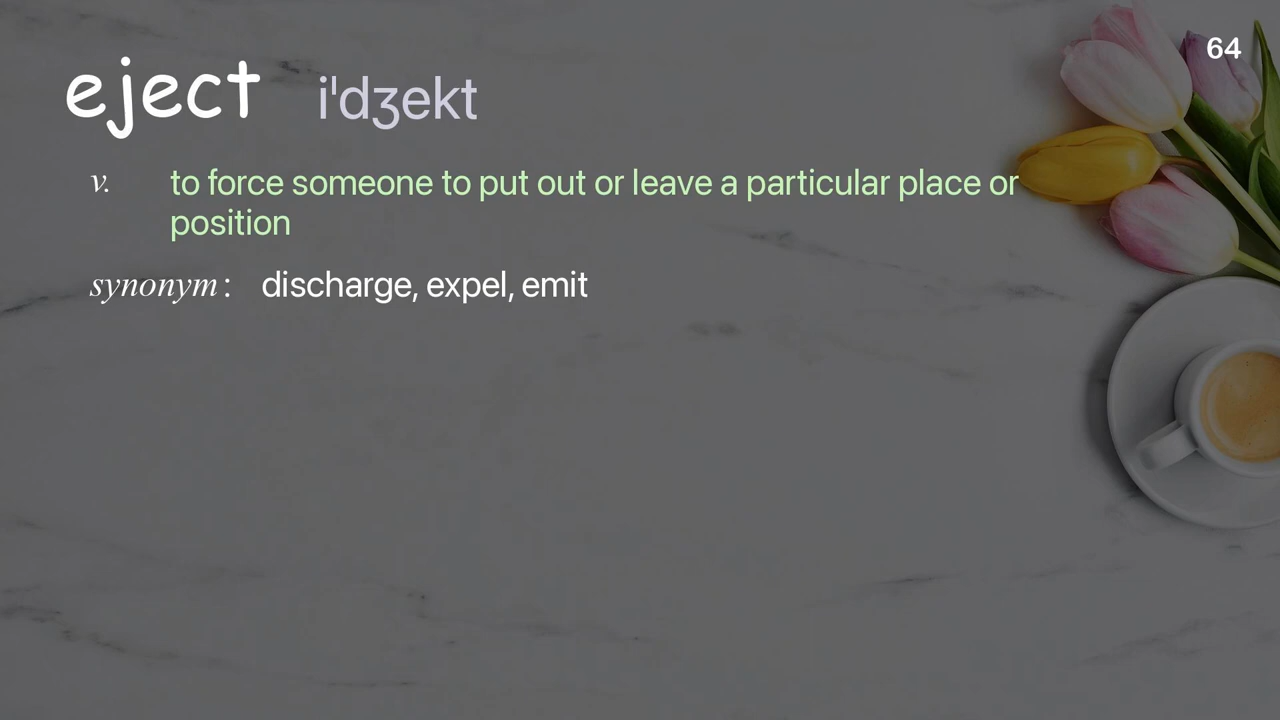 64
eject i'dʒekt
v. to force someone to put out or leave a particular place or
position
synonym : discharge, expel, emit